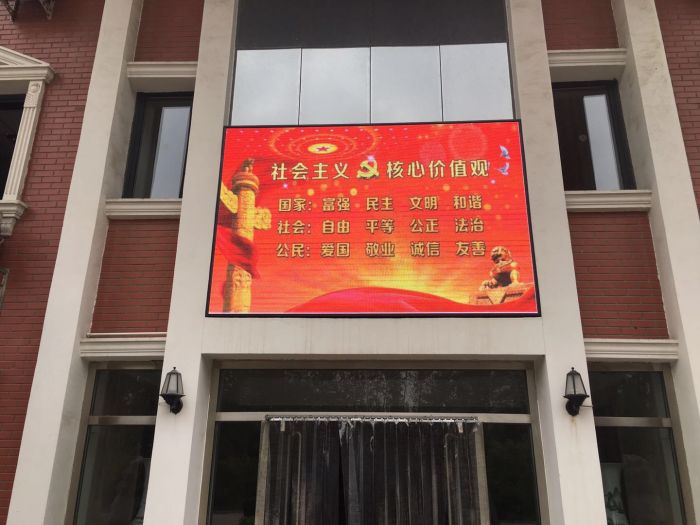 社会主义 核心价值观
国家：富强 民主 文明 和谐
社会：自由 平等 公正 法治
公民：爱国 敬业 诚信 友善